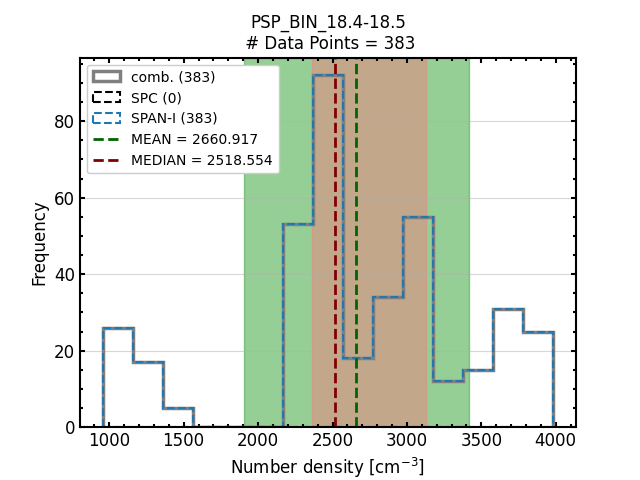 PSP_BIN_18.4-18.5
# Data Points = 383
comb. (383)
SPC (0)
SPAN-I (383)
MEAN = 2660.917
MEDIAN = 2518.554
80
60
40
20
0
Frequency
1000 1500 2000 2500 3000 3500 4000
Number density [cm⁻³]